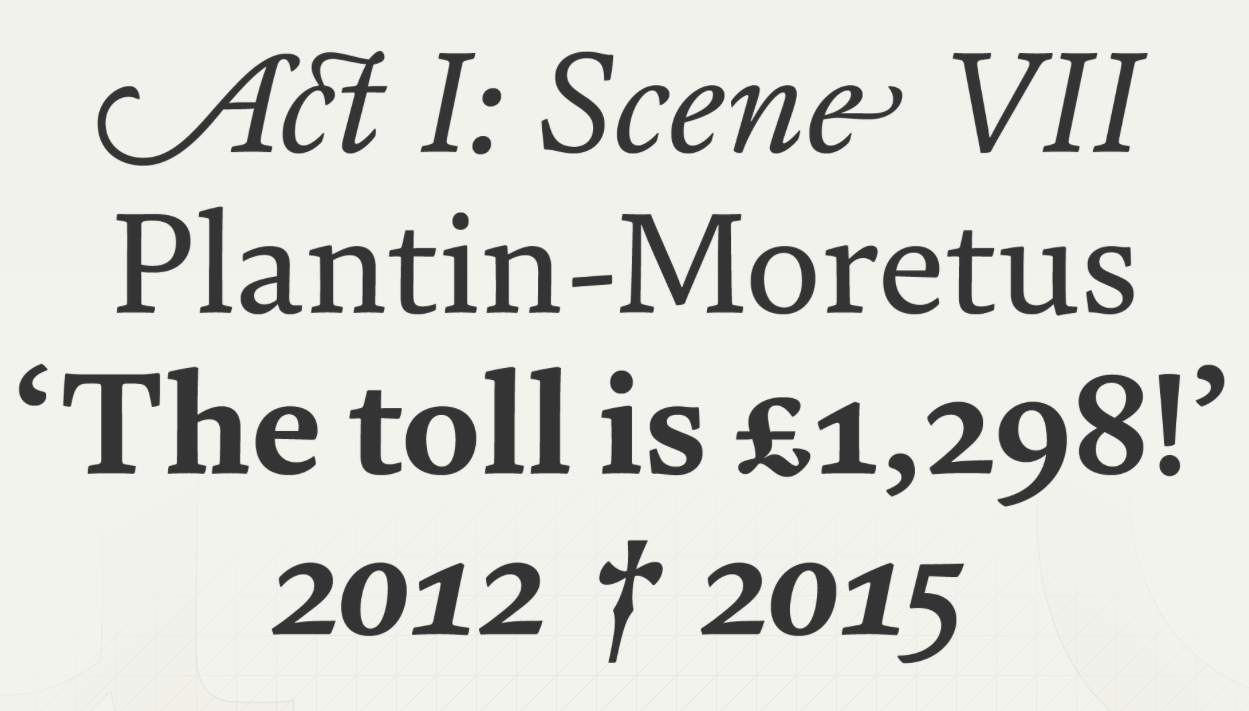 Act I: Scene VII
Plantin-Moretus
‘The toll is £1,298!’
2012 † 2015